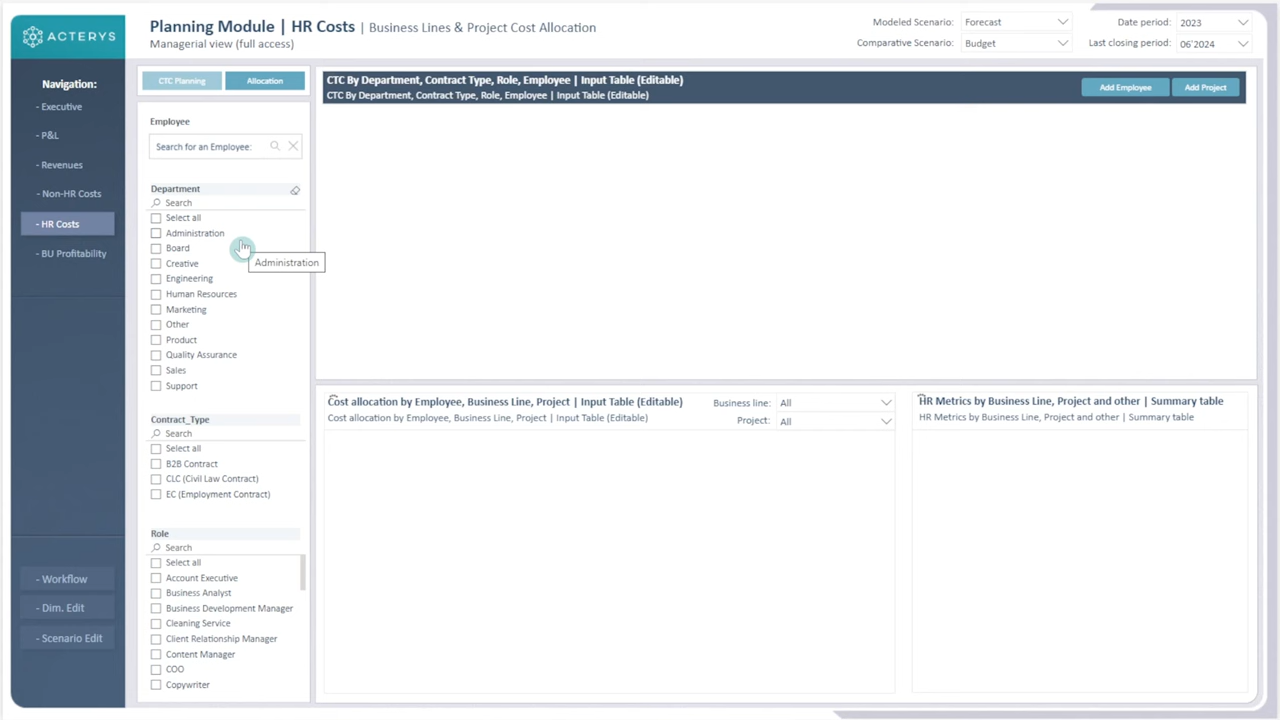 ACTERYS
Planning Module | HR Costs | Business Lines & Project Cost Allocation
Managerial view (full access)
Modeled Scenario: Forecast
Comparative Scenario: Budget
Date period: 2023
Last closing period: 06'2024
Navigation:
- Executive
- P&L
- Revenues
- Non-HR Costs
- HR Costs
- BU Profitability
- Workflow
- Dim. Edit
- Scenario Edit
CTC Planning
Allocation
Employee
Search for an Employee:
Department
Search
Select all
Administration
Board
Creative
Engineering
Human Resources
Marketing
Other
Product
Quality Assurance
Sales
Support
Administration
Contract_Type
Search
Select all
B2B Contract
CLC (Civil Law Contract)
EC (Employment Contract)
Role
Search
Select all
Account Executive
Business Analyst
Business Development Manager
Cleaning Service
Client Relationship Manager
Content Manager
COO
Copywriter
CTC By Department, Contract Type, Role, Employee | Input Table (Editable)
CTC By Department, Contract Type, Role, Employee | Input Table (Editable)
Add Employee
Add Project
Cost allocation by Employee, Business Line, Project | Input Table (Editable)
Cost allocation by Employee, Business Line, Project | Input Table (Editable)
Business line: All
Project: All
HR Metrics by Business Line, Project and other | Summary table
HR Metrics by Business Line, Project and other | Summary table